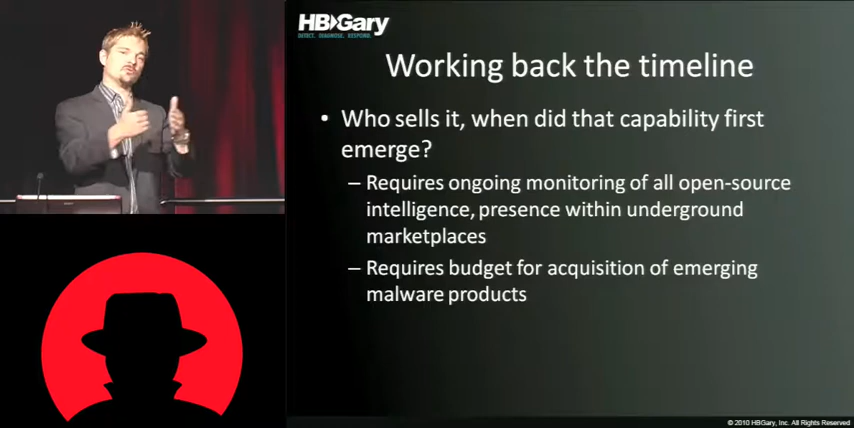 HBGary
DETECT. DIAGNOSE. RESPOND.
Working back the timeline
• Who sells it, when did that capability first
emerge?
– Requires ongoing monitoring of all open-source
intelligence, presence within underground
marketplaces
– Requires budget for acquisition of emerging
malware products
© 2010 HBGary, Inc. All Rights Reserved